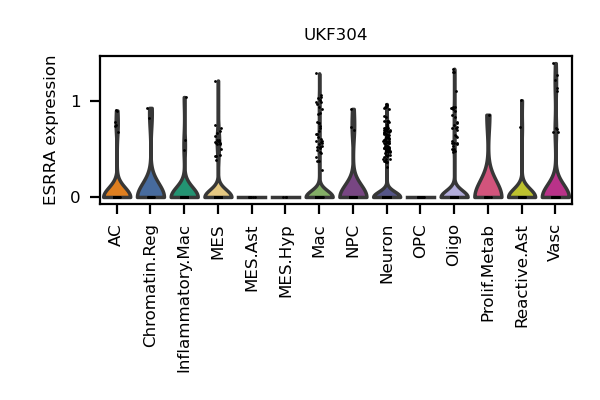 UKF304
ESRRA expression
1
0
AC
Chromatin.Reg
Inflammatory.Mac
MES
MES.Ast
MES.Hyp
Mac
NPC
Neuron
OPC
Oligo
Prolif.Metab
Reactive.Ast
Vasc